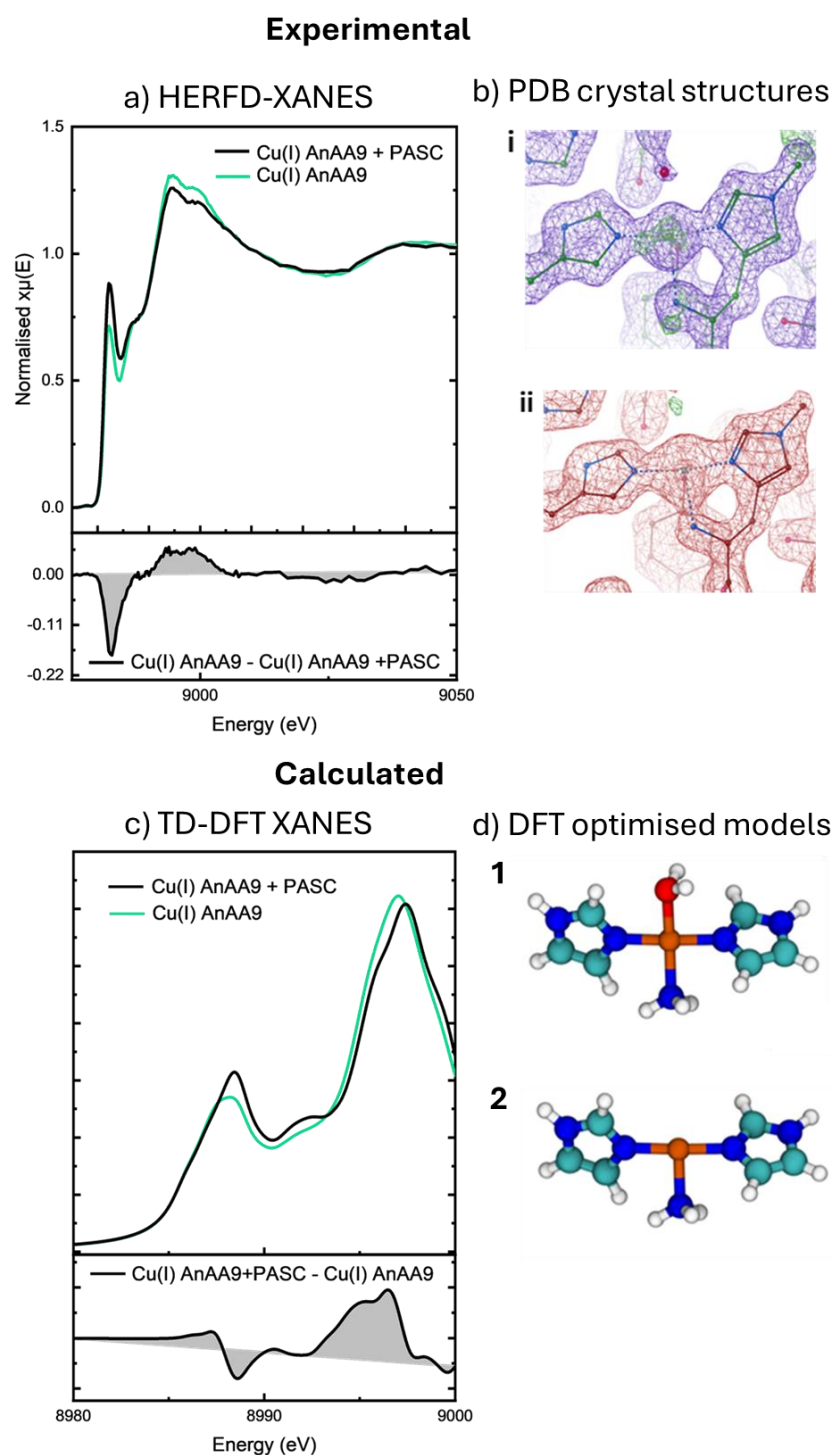 Experimental
a) HERFD-XANES
b) PDB crystal structures
1.5
1.0
0.5
0.0
Normalised xμ(E)
Cu(I) AnAA9 + PASC
Cu(I) AnAA9
0.00
-0.11
-0.22
Cu(I) AnAA9 - Cu(I) AnAA9 +PASC
9000
9050
Energy (eV)
i
ii
Calculated
c) TD-DFT XANES
d) DFT optimised models
Cu(I) AnAA9 + PASC
Cu(I) AnAA9
Cu(I) AnAA9+PASC - Cu(I) AnAA9
8980
8990
9000
Energy (eV)
1
2